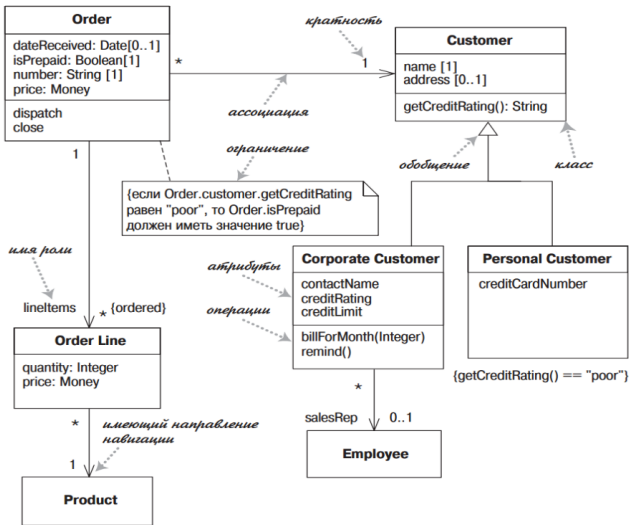 Order
dateReceived: Date[0..1]
isPrepaid: Boolean[1]
number: String [1]
price: Money
dispatch
close
кратность
*
1
ассоциация
Customer
name [1]
address [0..1]
getCreditRating(): String
ограничение
обобщение
класс
1
{если Order.customer.getCreditRating
равен "poor", то Order.isPrepaid
должен иметь значение true}
имя роли
lineItems
* {ordered}
атрибуты
операции
Corporate Customer
contactName
creditRating
creditLimit
billForMonth(Integer)
remind()
Personal Customer
creditCardNumber
{getCreditRating() == "poor"}
Order Line
quantity: Integer
price: Money
*
имеющий направление
навигации
1
Product
*
salesRep
0..1
Employee